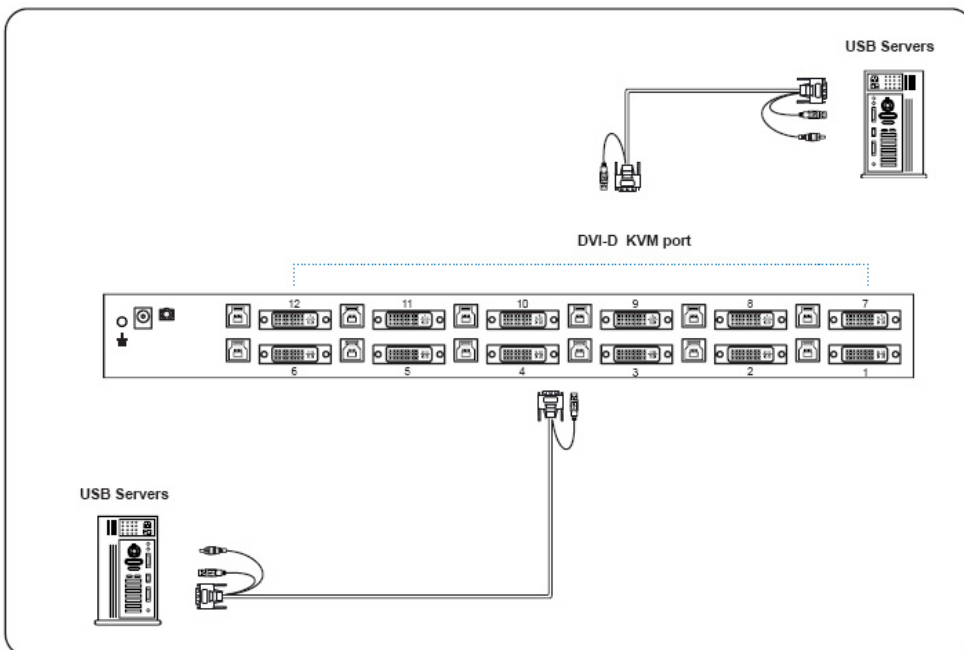 USB Servers
DVI-D KVM port
12 11 10 9 8 7
6 5 4 3 2 1
USB Servers